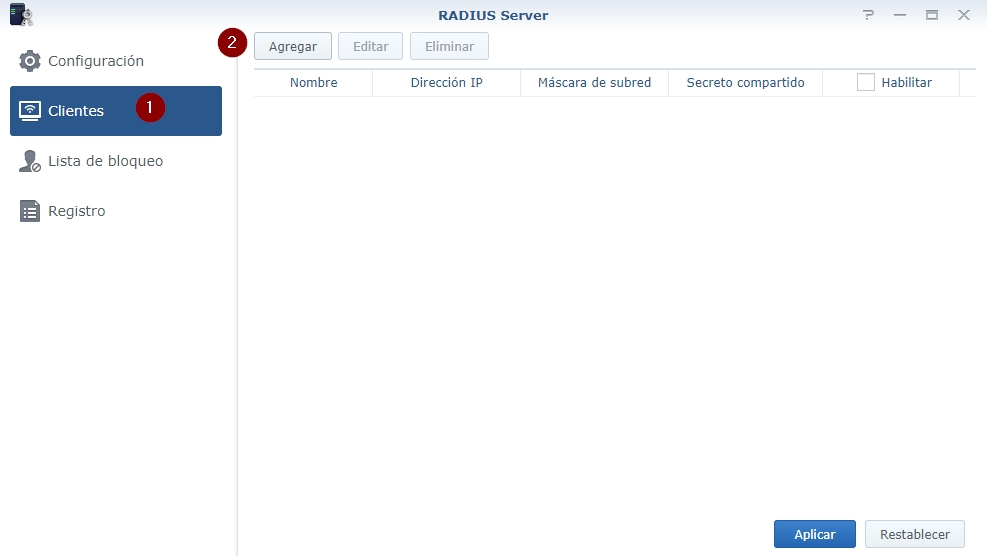 RADIUS Server
Configuración
Clientes
1
Lista de bloqueo
Registro
2
Agregar Editar Eliminar
Nombre Dirección IP Máscara de subred Secreto compartido Habilitar
Aplicar Restablecer